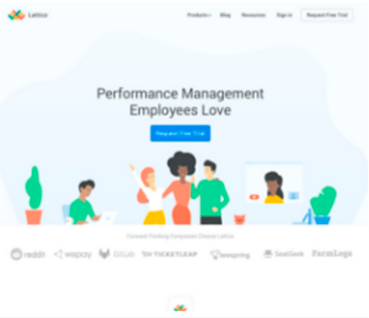 Lattice
Products Blog Resources Sign in Request Free Trial
Performance Management
Employees Love
Request Free Trial
Forward Thinking Companies Choose Lattice
reddit wepay GitLab TICKETLEAP teespring SeatGeek FarmLogs